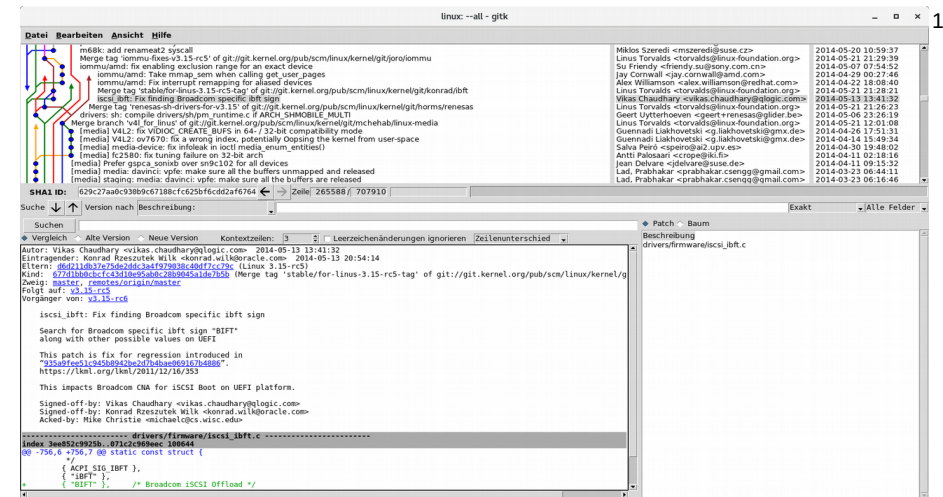 linux: --all - gitk
1
Datei Bearbeiten Ansicht Hilfe
m68k: add renameat2 syscall Miklos Szeredi <mszeredi@suse.cz> 2014-05-20 10:59:37
Merge tag 'iommu-fixes-v3.15-rc5' of git://git.kernel.org/pub/scm/linux/kernel/git/joro/iommu Linus Torvalds <torvalds@linux-foundation.org> 2014-05-21 21:29:39
iommu/amd: fix enabling exclusion range for an exact device Su Friendy <friendy.su@sony.com.cn> 2014-05-07 07:54:52
iommu/amd: Take mmap_sem when calling get_user_pages Jay Cornwall <jay.cornwall@amd.com> 2014-04-29 00:27:46
iommu/amd: Fix interrupt remapping for aliased devices Alex Williamson <alex.williamson@redhat.com> 2014-04-22 18:08:40
Merge tag 'stable/for-linus-3.15-rc5-tag' of git://git.kernel.org/pub/scm/linux/kernel/git/konrad/ibft Linus Torvalds <torvalds@linux-foundation.org> 2014-05-21 21:28:21
iscsi_ibft: Fix finding Broadcom specific ibft sign Vikas Chaudhary <vikas.chaudhary@qlogic.com> 2014-05-13 13:41:32
Merge tag 'renesas-sh-drivers-for-v3.15' of git://git.kernel.org/pub/scm/linux/kernel/git/horms/renesas Linus Torvalds <torvalds@linux-foundation.org> 2014-05-21 21:26:23
drivers: sh: compile drivers/sh/pm_runtime.c if ARCH_SHMOBILE_MULTI Geert Uytterhoeven <geert+renesas@glider.be> 2014-05-06 23:26:19
Merge branch 'v4l_for_linus' of git://git.kernel.org/pub/scm/linux/kernel/git/mchehab/linux-media Linus Torvalds <torvalds@linux-foundation.org> 2014-05-21 12:01:08
[media] V4L2: fix VIDIOC_CREATE_BUFS in 64- / 32-bit compatibility mode Guennadi Liakhovetski <g.liakhovetski@gmx.de> 2014-04-26 17:51:31
[media] V4L2: ov7670: fix a wrong index, potentially Oopsing the kernel from user-space Guennadi Liakhovetski <g.liakhovetski@gmx.de> 2014-04-14 15:49:34
[media] media-device: fix infoleak in ioctl media_enum_entities() Salva Peiró <speiro@ai2.upv.es> 2014-04-30 19:48:02
[media] fc2580: fix tuning failure on 32-bit arch Antti Palosaari <crope@iki.fi> 2014-04-11 02:18:16
[media] Prefer gspca_sonixb over sn9c102 for all devices Jean Delvare <jdelvare@suse.de> 2014-04-11 09:15:32
[media] media: davinci: vpfe: make sure all the buffers unmapped and released Lad, Prabhakar <prabhakar.csengg@gmail.com> 2014-03-23 06:44:11
[media] staging: media: davinci: vpfe: make sure all the buffers are released Lad, Prabhakar <prabhakar.csengg@gmail.com> 2014-03-23 06:16:46
SHA1 ID: 629c27aa0c930b9c67188cfc625bf6cdd2af6764 Zeile 265588 / 707910
Suche Version nach Beschreibung: Exakt Alle Felder
Suchen Patch Baum
Vergleich Alte Version Neue Version Kontextzeilen: 3 Leerzeichenänderungen ignorieren Zeilenunterschied
Beschreibung
drivers/firmware/iscsi_ibft.c
Autor: Vikas Chaudhary <vikas.chaudhary@qlogic.com> 2014-05-13 13:41:32
Eintragender: Konrad Rzeszutek Wilk <konrad.wilk@oracle.com> 2014-05-13 20:54:14
Eltern: d6d211db37e75de2ddc3a4f979038c40df7cc79c (Linux 3.15-rc5)
Kind: 677d1bb0cbcfc43d10e95ab0c28b9045a1de7b5b (Merge tag 'stable/for-linus-3.15-rc5-tag' of git://git.kernel.org/pub/scm/linux/kernel/g
Zweig: master, remotes/origin/master
Folgt auf: v3.15-rc5
Vorgänger von: v3.15-rc6
iscsi_ibft: Fix finding Broadcom specific ibft sign
Search for Broadcom specific ibft sign "BIFT"
along with other possible values on UEFI
This patch is fix for regression introduced in
"935a9fee51c945b8942be2d7b4bae069167b4886".
https://lkml.org/lkml/2011/12/16/353
This impacts Broadcom CNA for iSCSI Boot on UEFI platform.
Signed-off-by: Vikas Chaudhary <vikas.chaudhary@qlogic.com>
Signed-off-by: Konrad Rzeszutek Wilk <konrad.wilk@oracle.com>
Acked-by: Mike Christie <michaelc@cs.wisc.edu>
----------------------- drivers/firmware/iscsi_ibft.c -----------------------
index 3ee852c9925b..071c2c969eec 100644
@@ -756,6 +756,7 @@ static const struct {
*/
{ ACPI_SIG_IBFT },
{ "iBFT" },
+ { "BIFT" }, /* Broadcom iSCSI Offload */